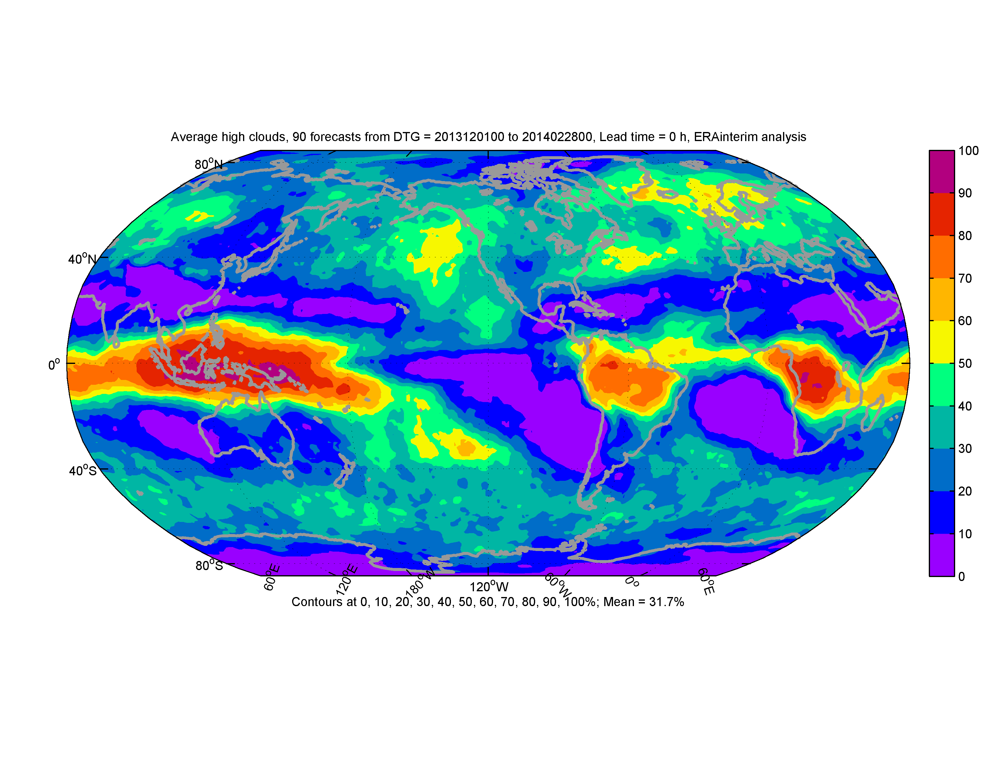 Average high clouds, 90 forecasts from DTG = 2013120100 to 2014022800, Lead time = 0 h, ERAinterim analysis
80°N
40°N
0°
40°S
80°S
60°E
120°E
180°W
120°W
60°W
0°
60°E
Contours at 0, 10, 20, 30, 40, 50, 60, 70, 80, 90, 100%; Mean = 31.7%
100
90
80
70
60
50
40
30
20
10
0